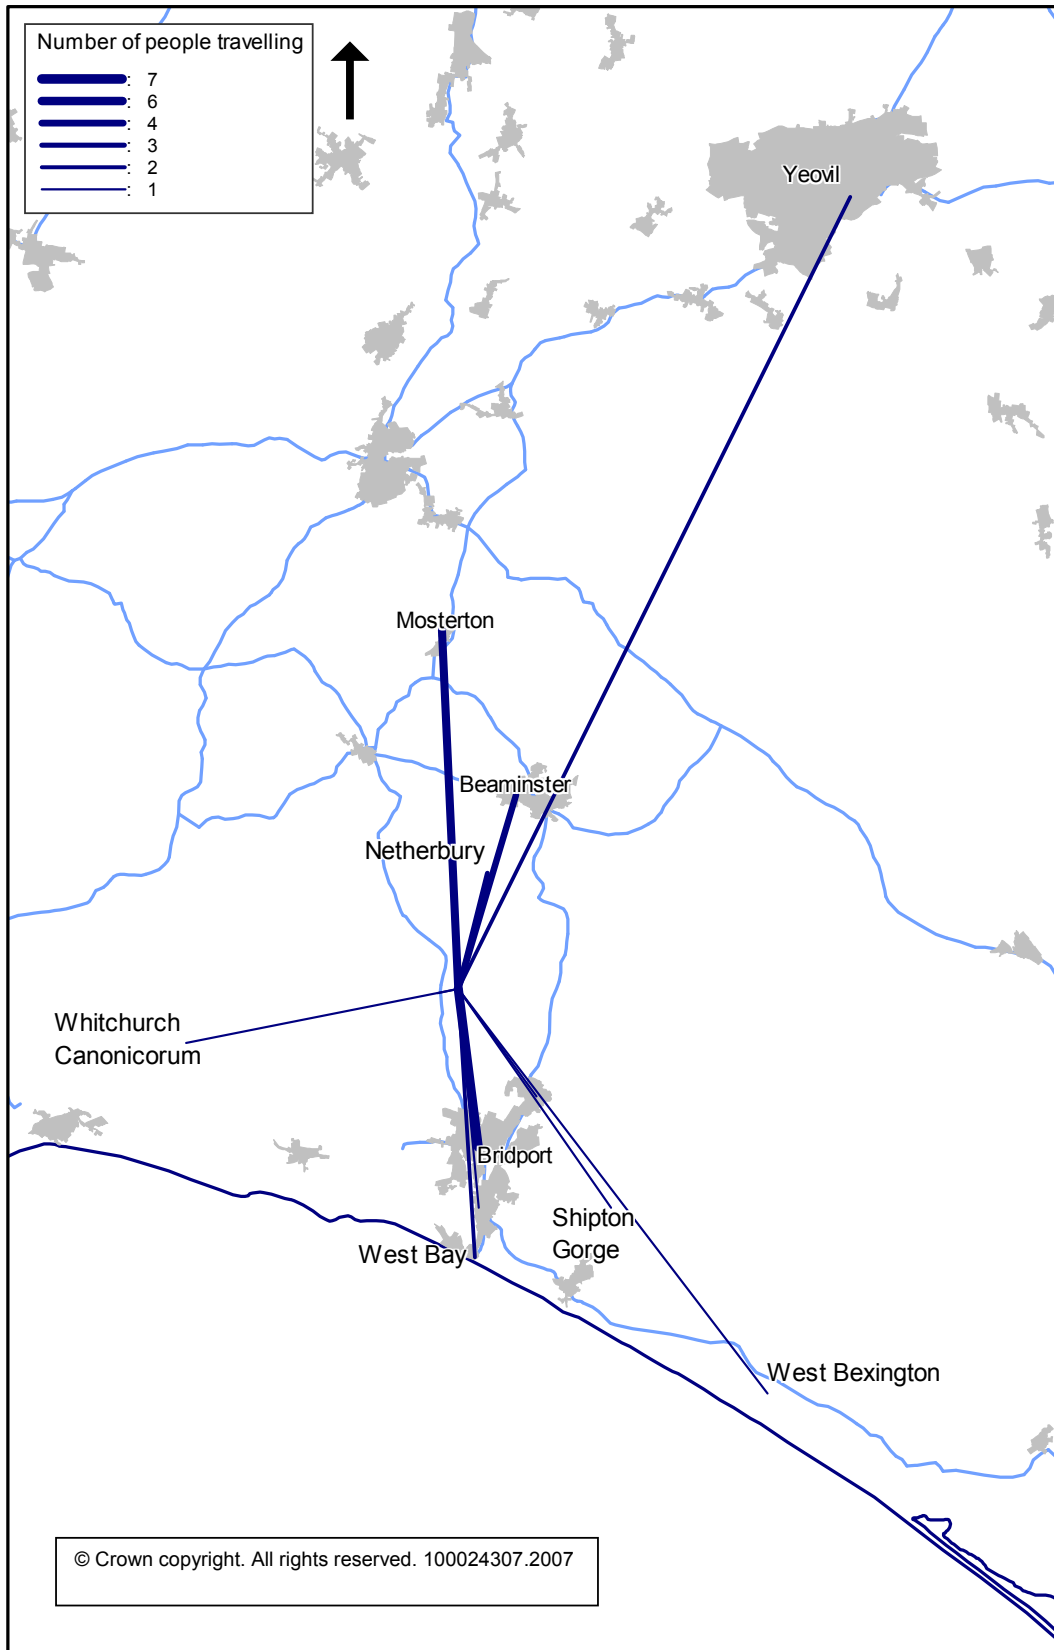 Number of people travelling
: 7
: 6
: 4
: 3
: 2
: 1
Yeovil
Mosterton
Beaminster
Netherbury
Whitchurch
Canonicorum
Bridport
Shipton
Gorge
West Bay
West Bexington
© Crown copyright. All rights reserved. 100024307.2007